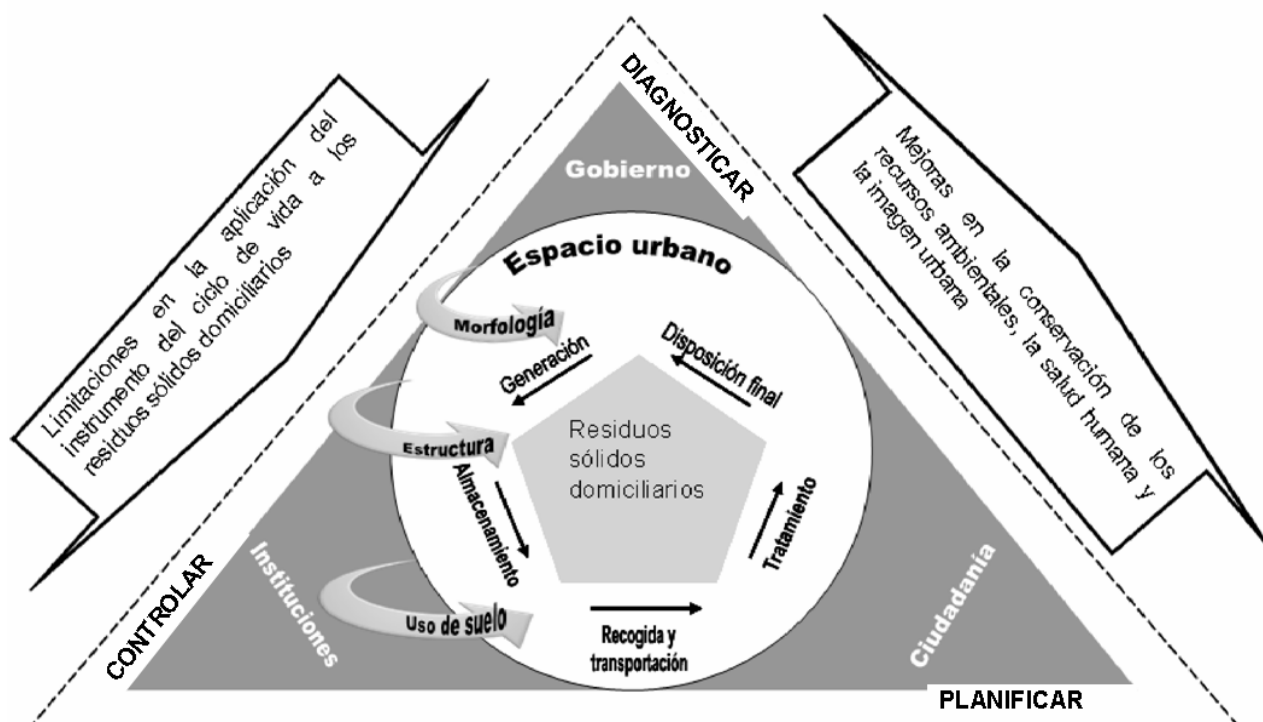 Limitaciones en la aplicación del
instrumento del ciclo de vida a los
residuos sólidos domiciliarios
DIAGNOSTICAR
Mejoras en la conservación de los
recursos ambientales, la salud humana y
la imagen urbana
Gobierno
Espacio urbano
Morfología
Generación
Disposición final
Estructura
Residuos
sólidos
domiciliarios
Almacenamiento
Tratamiento
CONTROLAR
Instituciones
Uso de suelo
Recogida y
transportación
Ciudadanía
PLANIFICAR